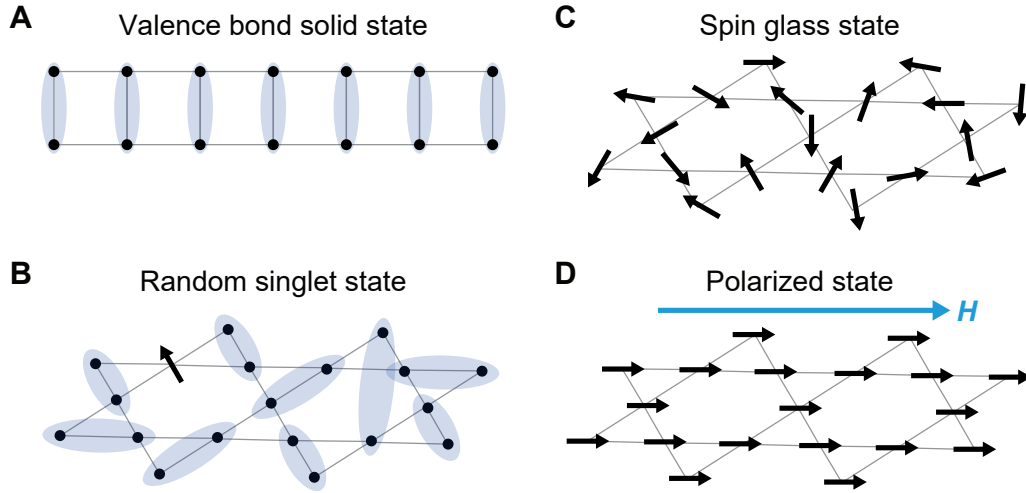 A
Valence bond solid state
B
Random singlet state
C
Spin glass state
D
Polarized state
H